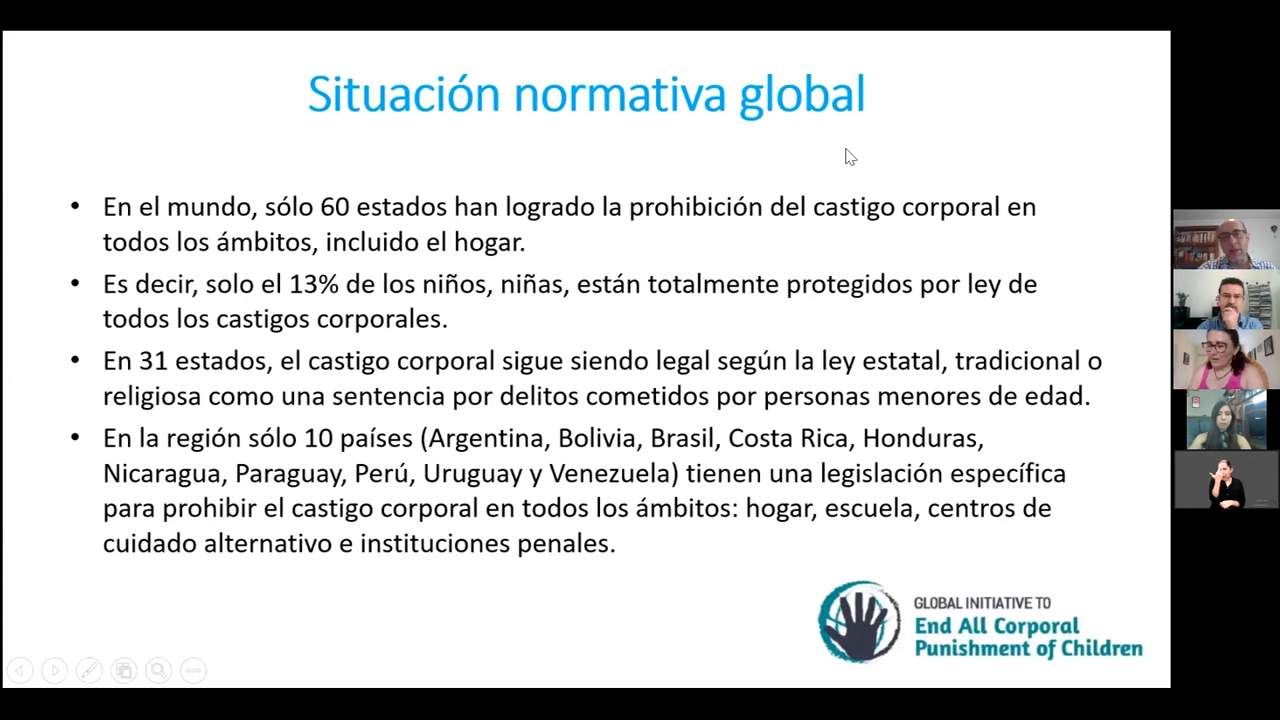 Situación normativa global
• En el mundo, sólo 60 estados han logrado la prohibición del castigo corporal en
todos los ámbitos, incluido el hogar.
• Es decir, solo el 13% de los niños, niñas, están totalmente protegidos por ley de
todos los castigos corporales.
• En 31 estados, el castigo corporal sigue siendo legal según la ley estatal, tradicional o
religiosa como una sentencia por delitos cometidos por personas menores de edad.
• En la región sólo 10 países (Argentina, Bolivia, Brasil, Costa Rica, Honduras,
Nicaragua, Paraguay, Perú, Uruguay y Venezuela) tienen una legislación específica
para prohibir el castigo corporal en todos los ámbitos: hogar, escuela, centros de
cuidado alternativo e instituciones penales.
GLOBAL INITIATIVE TO
End All Corporal
Punishment of Children